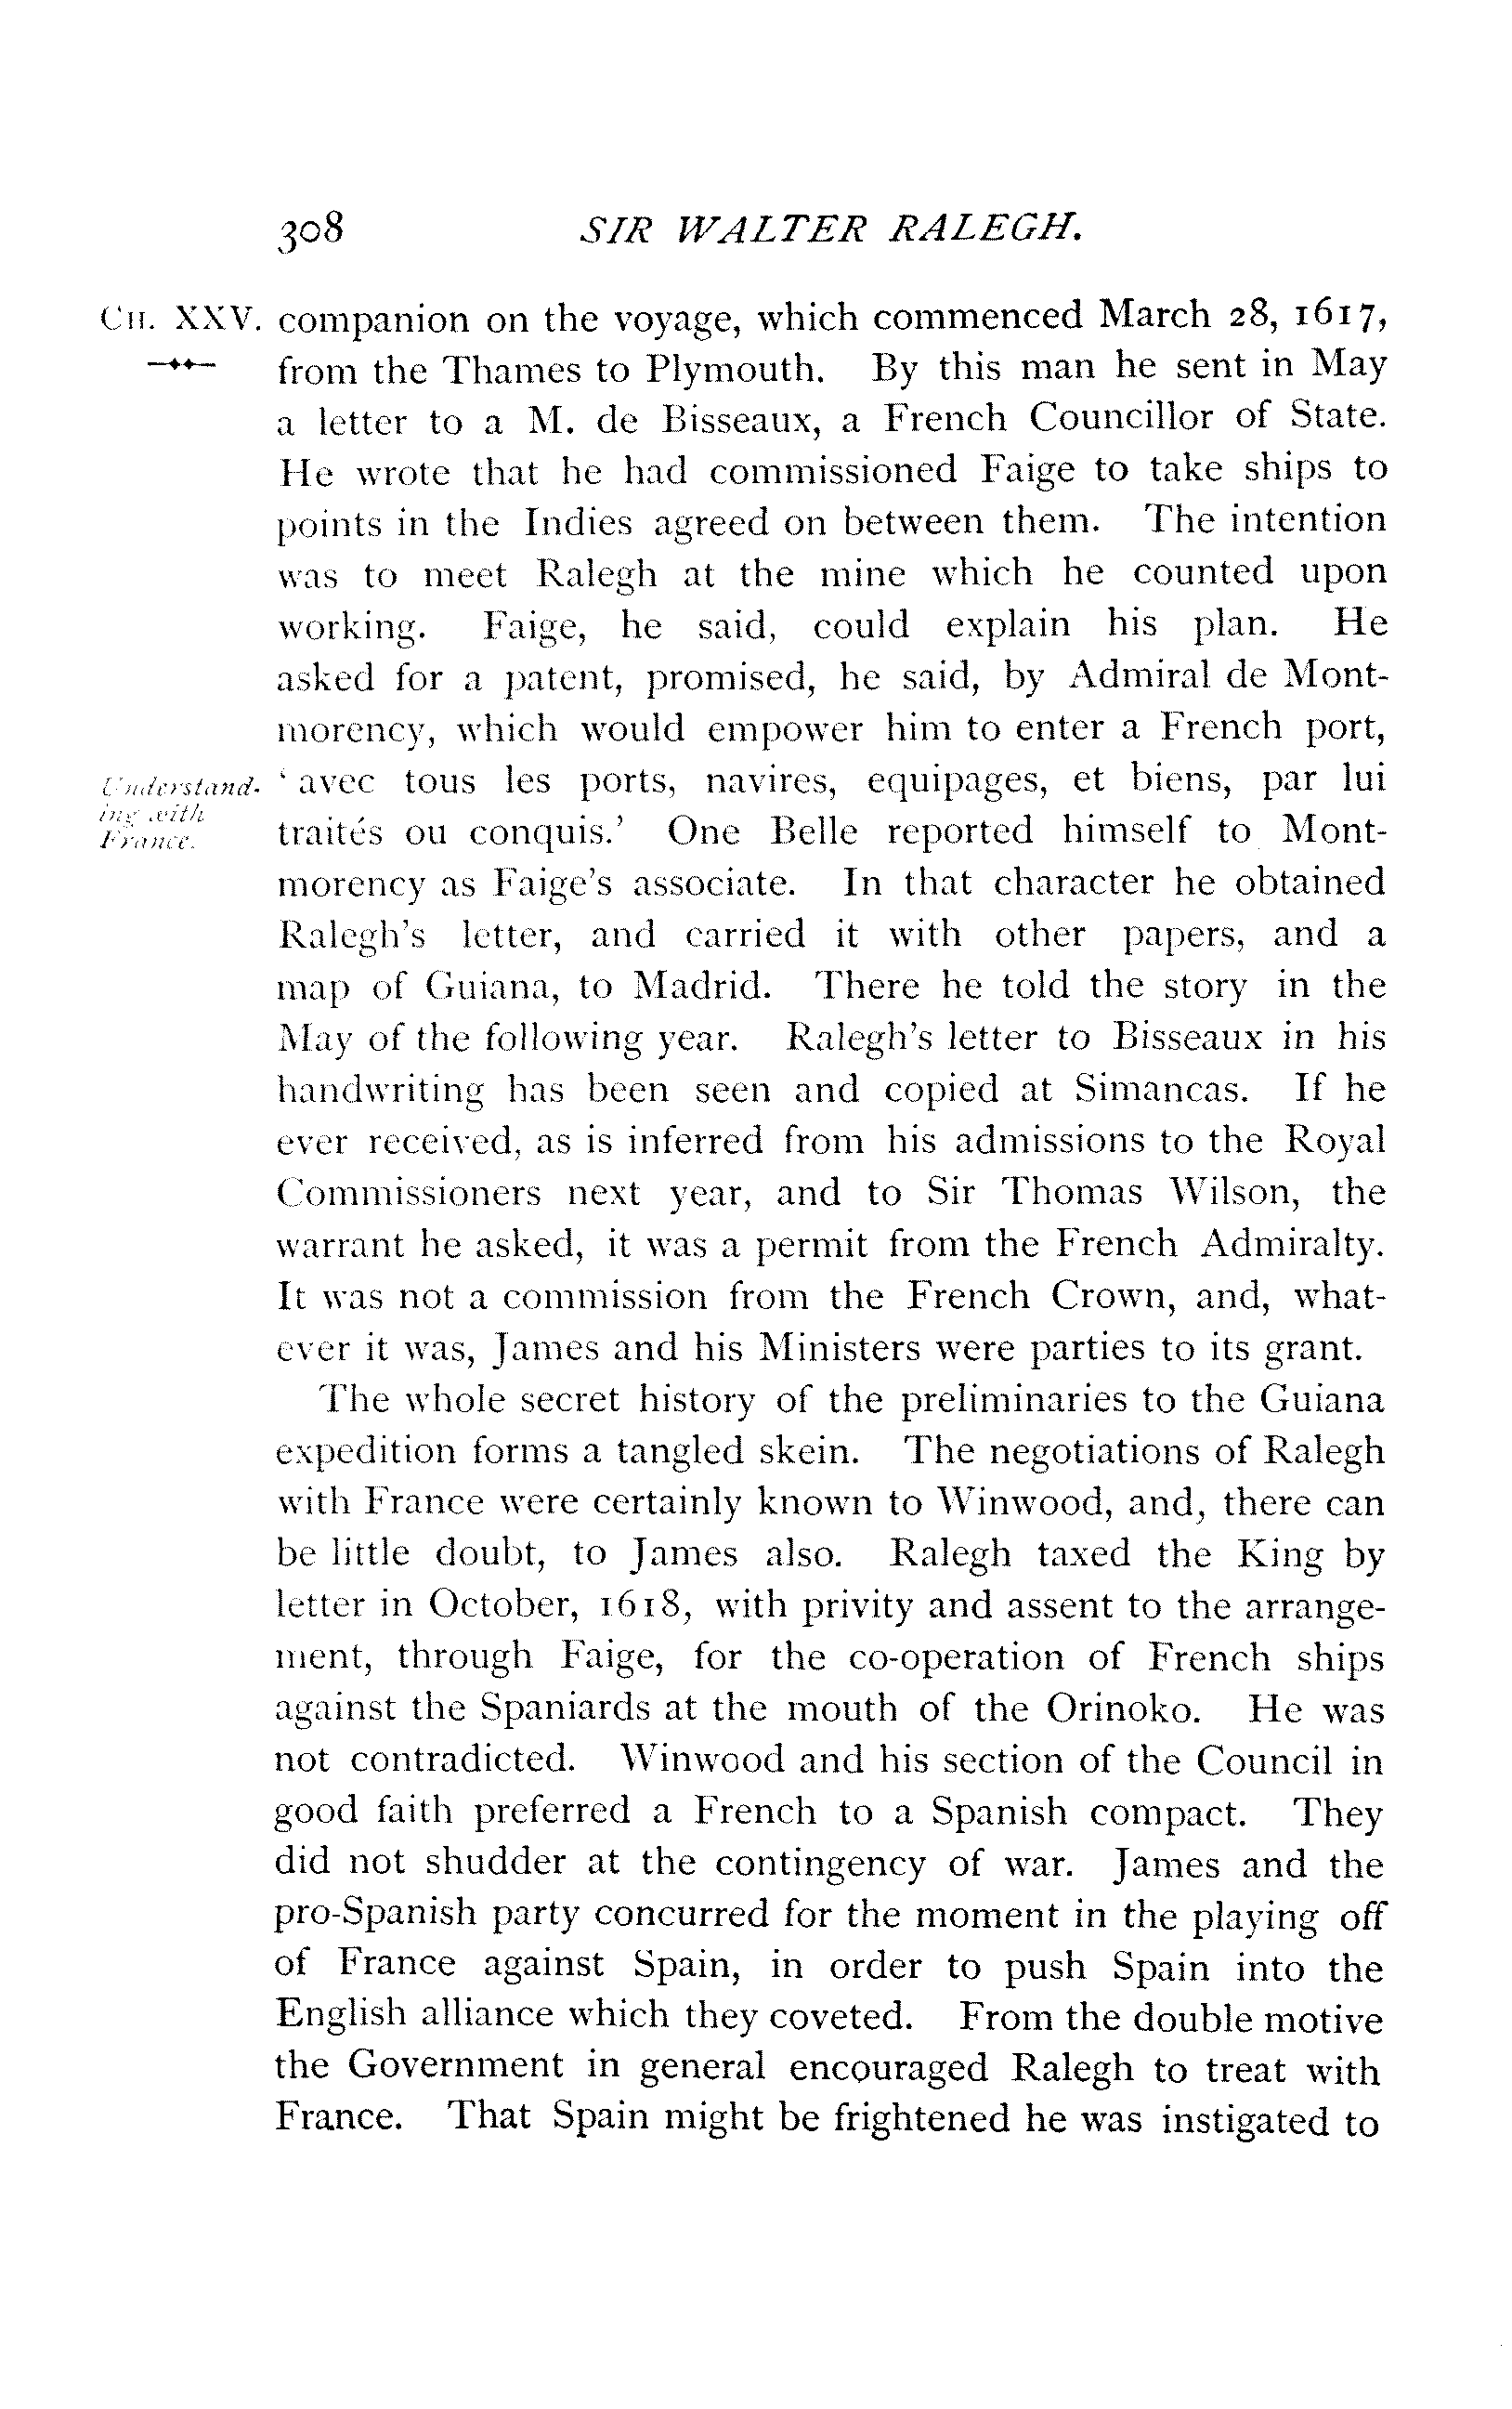 308 SIR WALTER RALEGH.
CH. XXV. companion on the voyage, which commenced March 28, 1617,
from the Thames to Plymouth. By this man he sent in May
a letter to a M. de Bisseaux, a French Councillor of State.
He wrote that he had commissioned Faige to take ships to
points in the Indies agreed on between them. The intention
was to meet Ralegh at the mine which he counted upon
working. Faige, he said, could explain his plan. He
asked for a patent, promised, he said, by Admiral de Mont-
morency, which would empower him to enter a French port,
Understand-
ing with
France.
‘avec tous les ports, navires, equipages, et biens, par lui
traités ou conquis.’ One Belle reported himself to Mont-
morency as Faige’s associate. In that character he obtained
Ralegh’s letter, and carried it with other papers, and a
map of Guiana, to Madrid. There he told the story in the
May of the following year. Ralegh’s letter to Bisseaux in his
handwriting has been seen and copied at Simancas. If he
ever received, as is inferred from his admissions to the Royal
Commissioners next year, and to Sir Thomas Wilson, the
warrant he asked, it was a permit from the French Admiralty.
It was not a commission from the French Crown, and, what-
ever it was, James and his Ministers were parties to its grant.
The whole secret history of the preliminaries to the Guiana
expedition forms a tangled skein. The negotiations of Ralegh
with France were certainly known to Winwood, and, there can
be little doubt, to James also. Ralegh taxed the King by
letter in October, 1618, with privity and assent to the arrange-
ment, through Faige, for the co-operation of French ships
against the Spaniards at the mouth of the Orinoko. He was
not contradicted. Winwood and his section of the Council in
good faith preferred a French to a Spanish compact. They
did not shudder at the contingency of war. James and the
pro-Spanish party concurred for the moment in the playing off
of France against Spain, in order to push Spain into the
English alliance which they coveted. From the double motive
the Government in general encouraged Ralegh to treat with
France. That Spain might be frightened he was instigated to